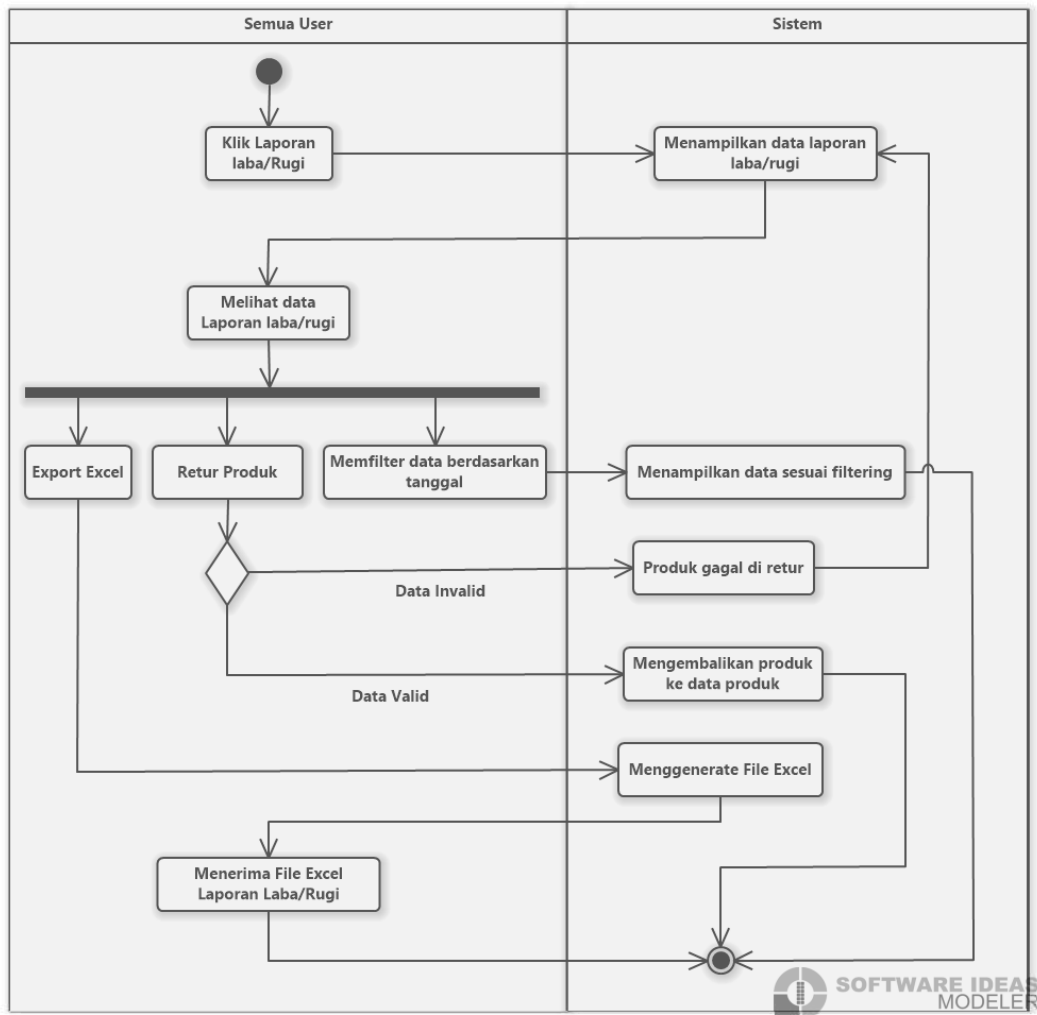 Semua User
Sistem
Klik Laporan
laba/Rugi
Menampilkan data laporan
laba/rugi
Melihat data
Laporan laba/rugi
Export Excel
Retur Produk
Memfilter data berdasarkan
tanggal
Menampilkan data sesuai filtering
Data Invalid
Produk gagal di retur
Data Valid
Mengembalikan produk
ke data produk
Menggenerate File Excel
Menerima File Excel
Laporan Laba/Rugi
SOFTWARE IDEAS
MODELER